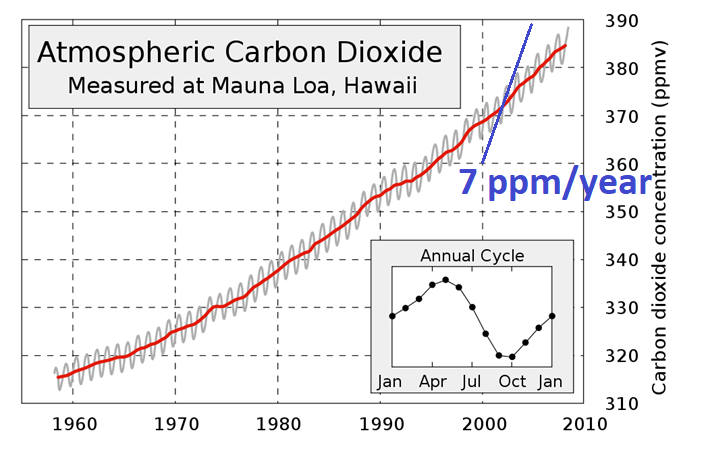 Atmospheric Carbon Dioxide
Measured at Mauna Loa, Hawaii
390
380
370
360
350
340
330
320
310
Carbon dioxide concentration (ppmv)
7 ppm/year
Annual Cycle
Jan Apr Jul Oct Jan
1960 1970 1980 1990 2000 2010